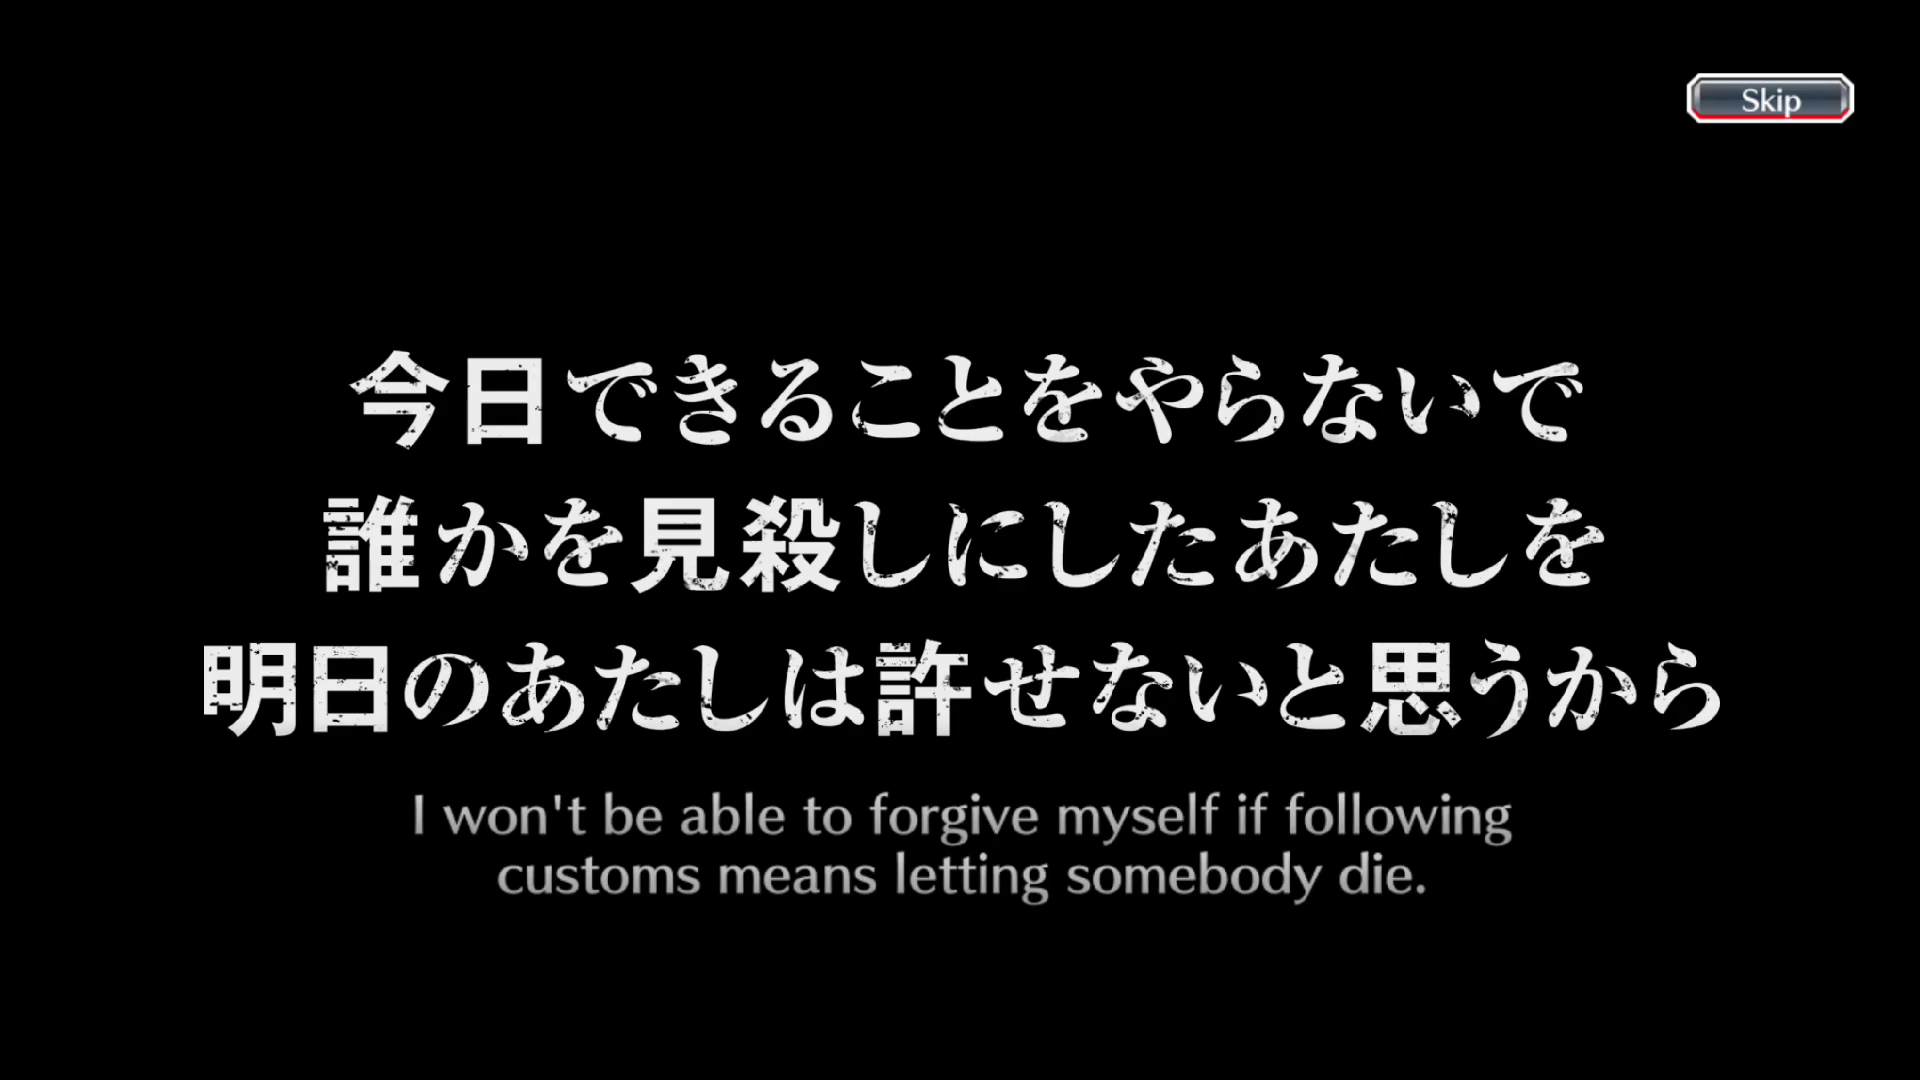 Skip
今日できることをやらないで
誰かを見殺しにしたあたしを
明日のあたしは許せないと思うから
I won't be able to forgive myself if following
customs means letting somebody die.